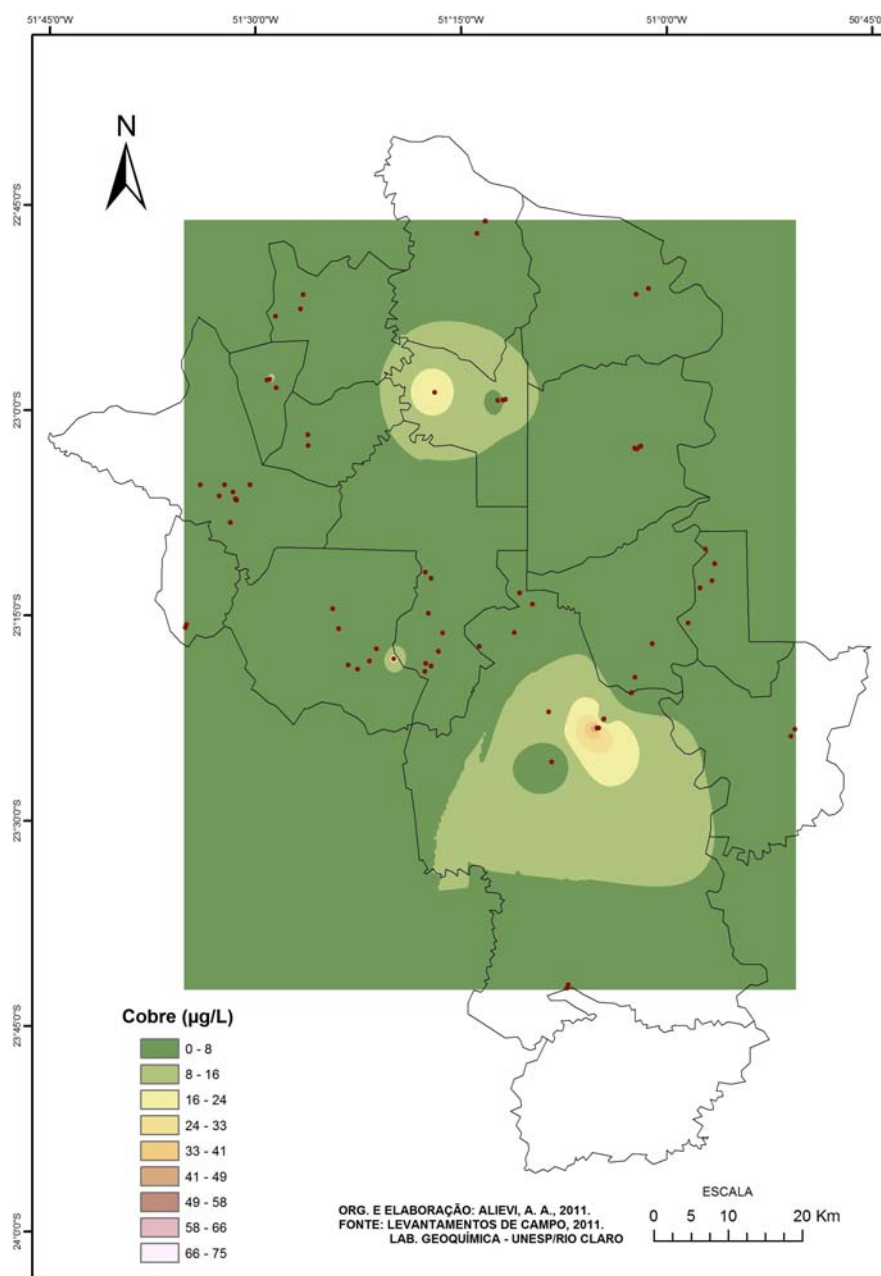 51°45'0"W 51°30'0"W 51°15'0"W 51°0'0"W 50°45'0"W
N
22°45'0"S
23°0'0"S
23°15'0"S
23°30'0"S
23°45'0"S
24°0'0"S
Cobre (µg/L)
0 - 8
8 - 16
16 - 24
24 - 33
33 - 41
41 - 49
49 - 58
58 - 66
66 - 75
ORG. E ELABORAÇÃO: ALIEVI, A. A., 2011.
FONTE: LEVANTAMENTOS DE CAMPO, 2011.
LAB. GEOQUÍMICA - UNESP/RIO CLARO
ESCALA
0 5 10 20 Km